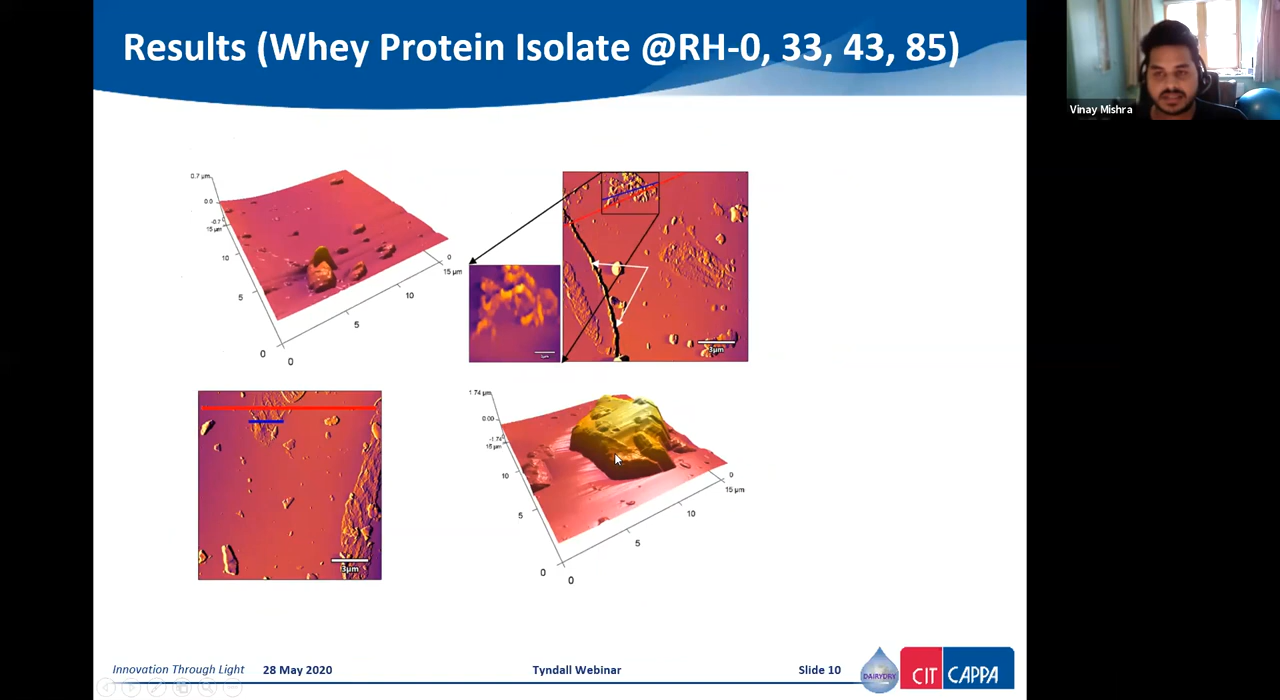 Results (Whey Protein Isolate @RH-0, 33, 43, 85)
Vinay Mishra
0.7 µm
0.0
-0.7
15 µm
10
5
0
0
5
10
15 µm
0
3µm
1µm
3µm
1.74 µm
0.00
-1.74
15 µm
10
5
0
0
5
10
15 µm
0
Innovation Through Light
28 May 2020
Tyndall Webinar
Slide 10
DAIRYDRY
CIT
CAPPA